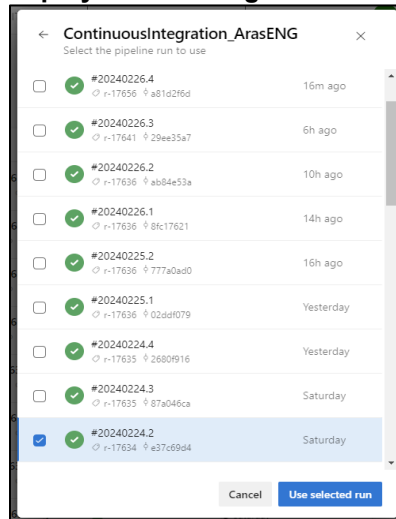 ContinuousIntegration_ArasENG
Select the pipeline run to use
#20240226.4
r-17656 a81d2f6d
16m ago
#20240226.3
r-17641 29ee35a7
6h ago
#20240226.2
r-17636 ab84e53a
10h ago
#20240226.1
r-17636 8fc17621
14h ago
#20240225.2
r-17636 777a0ad0
16h ago
#20240225.1
r-17636 02ddf079
Yesterday
#20240224.4
r-17635 2680f916
Yesterday
#20240224.3
r-17635 87a046ca
Saturday
#20240224.2
r-17634 e37c69d4
Saturday
Cancel
Use selected run